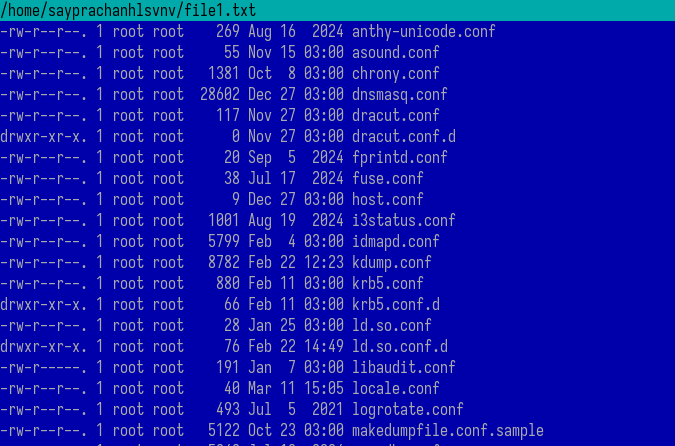 /home/sayprachanhlsvnv/file1.txt
-rw-r--r--. 1 root root    269 Aug 16  2024 anthy-unicode.conf
-rw-r--r--. 1 root root     55 Nov 15 03:00 asound.conf
-rw-r--r--. 1 root root   1381 Oct  8 03:00 chrony.conf
-rw-r--r--. 1 root root  28602 Dec 27 03:00 dnsmasq.conf
-rw-r--r--. 1 root root    117 Nov 27 03:00 dracut.conf
drwxr-xr-x. 1 root root      0 Nov 27 03:00 dracut.conf.d
-rw-r--r--. 1 root root     20 Sep  5  2024 fprintd.conf
-rw-r--r--. 1 root root     38 Jul 17  2024 fuse.conf
-rw-r--r--. 1 root root      9 Dec 27 03:00 host.conf
-rw-r--r--. 1 root root   1001 Aug 19  2024 i3status.conf
-rw-r--r--. 1 root root   5799 Feb  4 03:00 idmapd.conf
-rw-r--r--. 1 root root   8782 Feb 22 12:23 kdump.conf
-rw-r--r--. 1 root root    880 Feb 11 03:00 krb5.conf
drwxr-xr-x. 1 root root     66 Feb 11 03:00 krb5.conf.d
-rw-r--r--. 1 root root     28 Jan 25 03:00 ld.so.conf
drwxr-xr-x. 1 root root     76 Feb 22 14:49 ld.so.conf.d
-rw-r-----. 1 root root    191 Jan  7 03:00 libaudit.conf
-rw-r--r--. 1 root root     40 Mar 11 15:05 locale.conf
-rw-r--r--. 1 root root    493 Jul  5  2021 logrotate.conf
-rw-r--r--. 1 root root   5122 Oct 23 03:00 makedumpfile.conf.sample